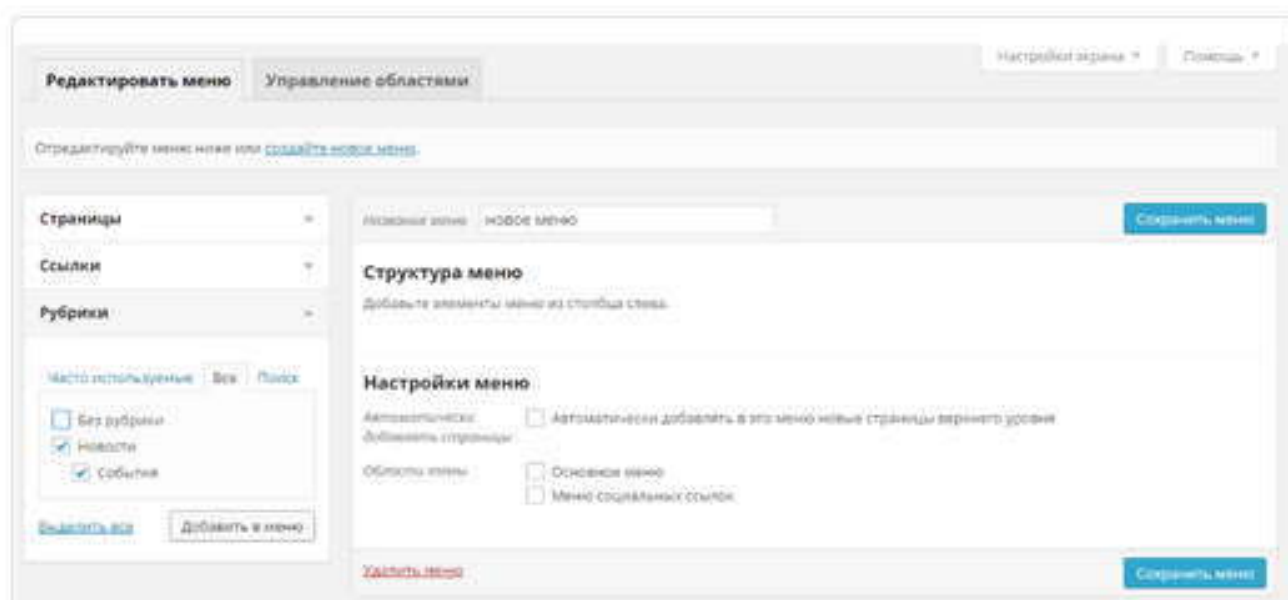 Настройки экрана
Помощь
Редактировать меню
Управление областями
Отредактируйте меню ниже или создайте новое меню.
Страницы
Ссылки
Рубрики
Часто используемые Все Поиск
Без рубрики
Новости
События
Выделить все
Добавить в меню
Название меню новое меню
Сохранить меню
Структура меню
Добавьте элементы меню из столбца слева.
Настройки меню
Автоматически
добавлять страницы
Автоматически добавлять в это меню новые страницы верхнего уровня
Области темы
Основное меню
Меню социальных ссылок
Удалить меню
Сохранить меню